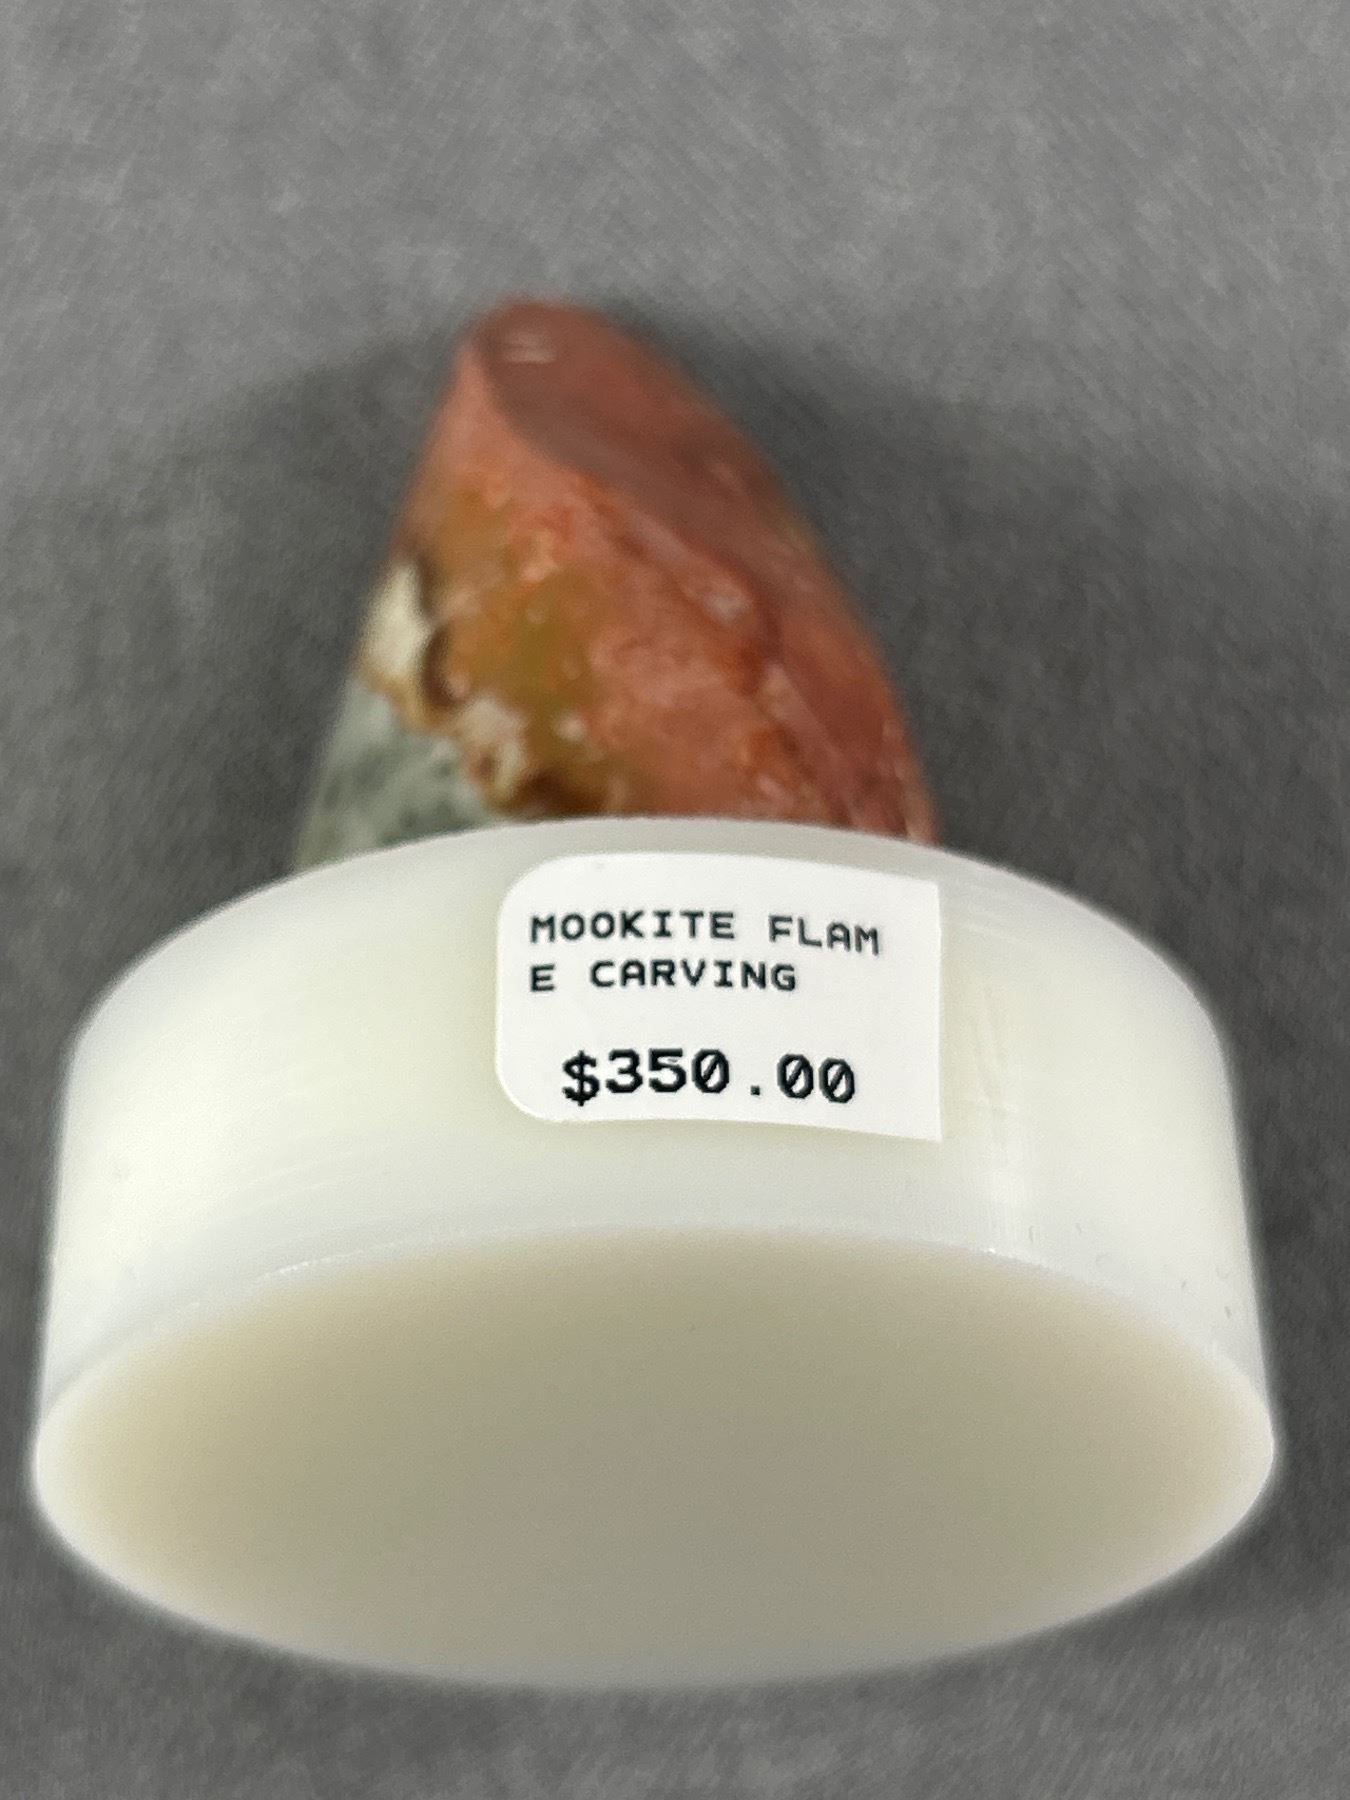 MOOKITE FLAM
E CARVING
$350.00